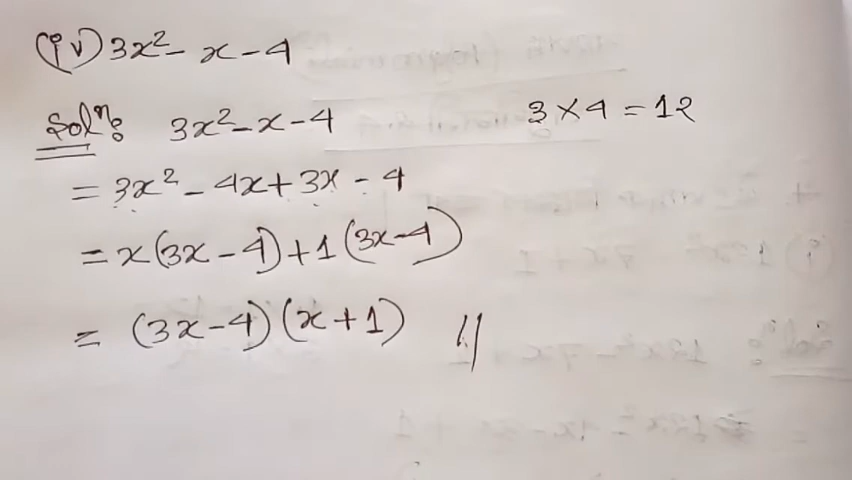 (iv) 3x² - x - 4
Solⁿ: 3x² - x - 4 3 × 4 = 12
= 3x² - 4x + 3x - 4
= x(3x - 4) + 1(3x - 4)
= (3x - 4)(x + 1) //